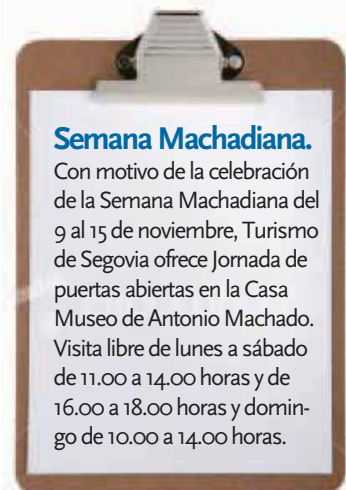 Semana Machadiana.
Con motivo de la celebración
de la Semana Machadiana del
9 al 15 de noviembre, Turismo
de Segovia ofrece Jornada de
puertas abiertas en la Casa
Museo de Antonio Machado.
Visita libre de lunes a sábado
de 11.00 a 14.00 horas y de
16.00 a 18.00 horas y domin-
go de 10.00 a 14.00 horas.